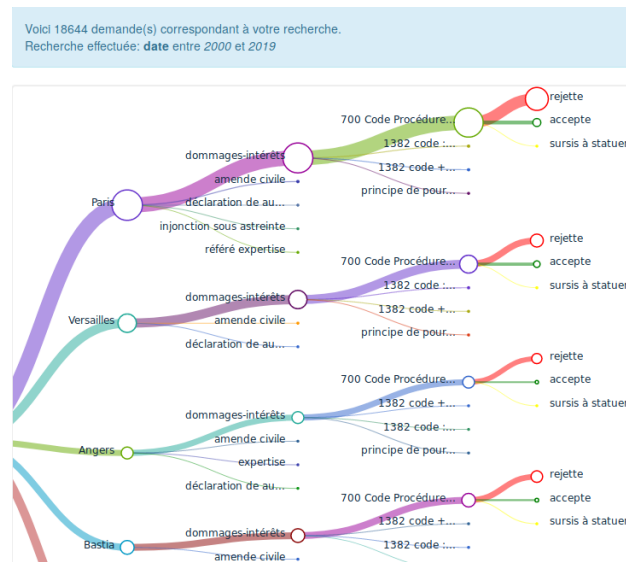 Voici 18644 demande(s) correspondant à votre recherche.
Recherche effectuée: date entre 2000 et 2019
rejette
700 Code Procédure...
accepte
1382 code :...
sursis à statuer
dommages-intérêts
1382 code +...
amende civile
principe de pour...
Paris
déclaration de au...
injonction sous astreinte
référé expertise
rejette
700 Code Procédure...
accepte
1382 code :...
sursis à statuer
dommages-intérêts
1382 code +...
Versailles
amende civile
principe de pour...
déclaration de au...
rejette
700 Code Procédure...
accepte
1382 code +...
sursis à statuer
dommages-intérêts
1382 code :...
amende civile
Angers
principe de pour...
expertise
déclaration de au...
rejette
700 Code Procédure...
accepte
1382 code +...
sursis à statuer
dommages-intérêts
Bastia
1382 code :...
amende civile